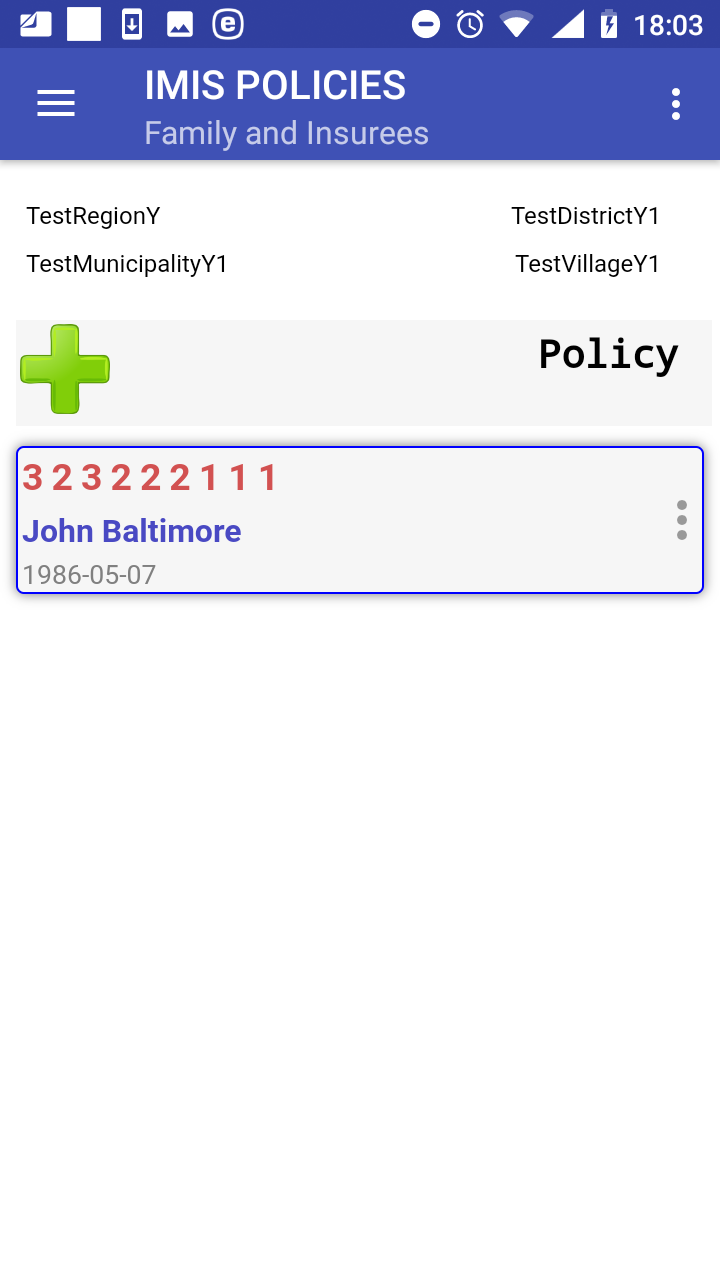 18:03
IMIS POLICIES
Family and Insurees
TestRegionY TestDistrictY1
TestMunicipalityY1 TestVillageY1
Policy
3 2 3 2 2 2 1 1 1
John Baltimore
1986-05-07